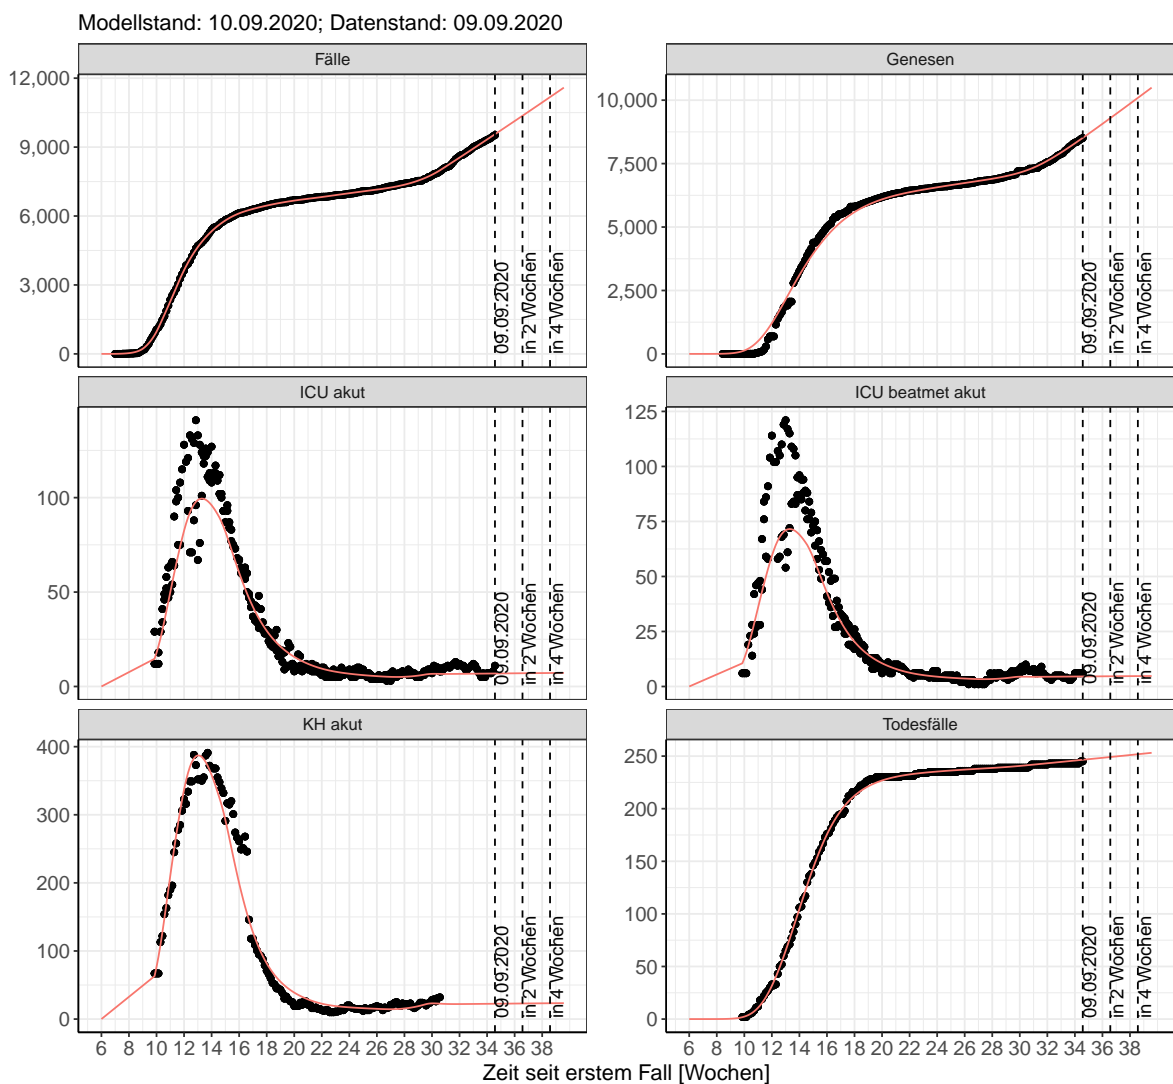 Modellstand: 10.09.2020; Datenstand: 09.09.2020
Fälle
Genesen
12,000
9,000
6,000
3,000
0
09.09.2020
in 2 Wochen
in 4 Wochen
10,000
7,500
5,000
2,500
0
09.09.2020
in 2 Wochen
in 4 Wochen
ICU akut
ICU beatmet akut
100
50
0
09.09.2020
in 2 Wochen
in 4 Wochen
125
100
75
50
25
0
09.09.2020
in 2 Wochen
in 4 Wochen
KH akut
Todesfälle
400
300
200
100
0
09.09.2020
in 2 Wochen
in 4 Wochen
250
200
150
100
50
0
09.09.2020
in 2 Wochen
in 4 Wochen
6 8 10 12 14 16 18 20 22 24 26 28 30 32 34 36 38
6 8 10 12 14 16 18 20 22 24 26 28 30 32 34 36 38
Zeit seit erstem Fall [Wochen]